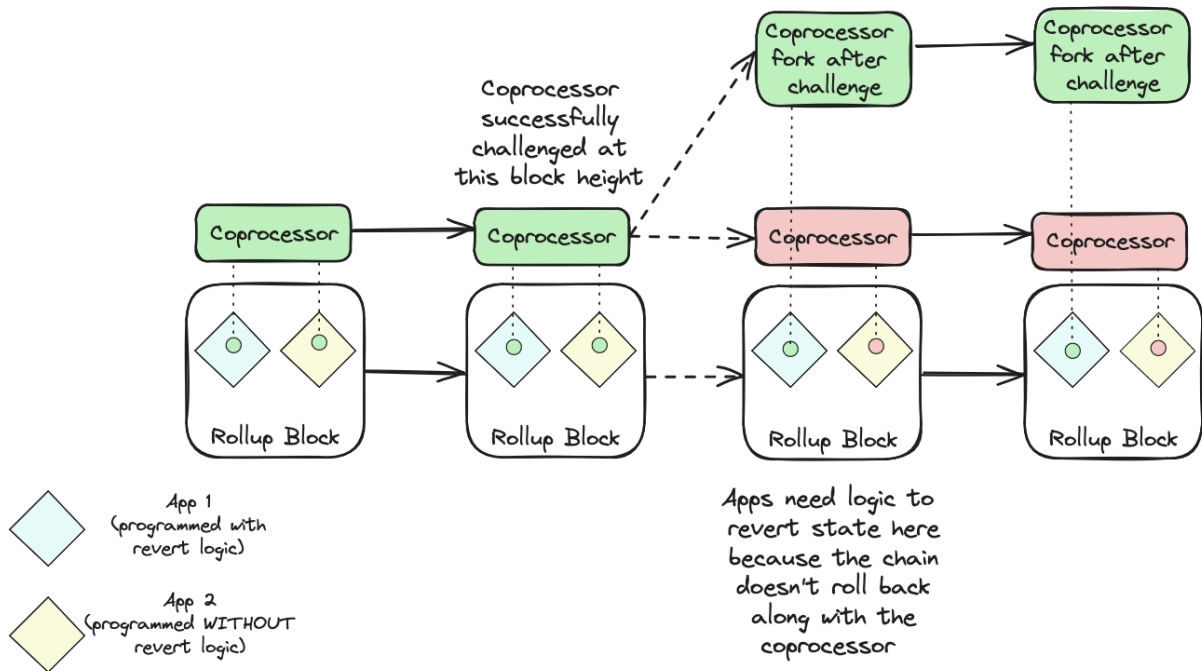 Coprocessor
fork after
challenge
Coprocessor
fork after
challenge
Coprocessor
successfully
challenged at
this block height
Coprocessor
Coprocessor
Coprocessor
Coprocessor
Rollup Block
Rollup Block
Rollup Block
Rollup Block
App 1
(programmed with
revert logic)
App 2
(programmed WITHOUT
revert logic)
Apps need logic to
revert state here
because the chain
doesn't roll back
along with the
coprocessor